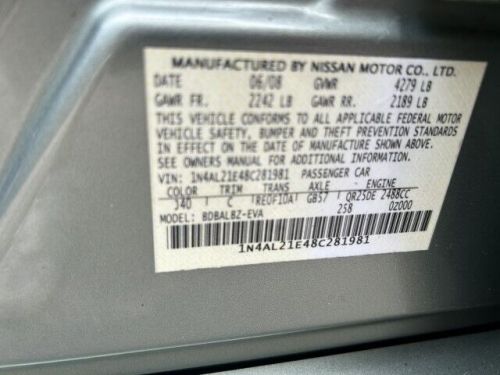 MANUFACTURED BY NISSAN MOTOR CO., LTD.
DATE 06/08 GVWR 4279 LB
GAWR FR. 2242 LB GAWR RR. 2189 LB
THIS VEHICLE CONFORMS TO ALL APPLICABLE FEDERAL MOTOR
VEHICLE SAFETY, BUMPER AND THEFT PREVENTION STANDARDS
IN EFFECT ON THE DATE OF MANUFACTURE SHOWN ABOVE.
SEE OWNERS MANUAL FOR ADDITIONAL INFORMATION.
VIN: 1N4AL21E48C281981 PASSENGER CAR
COLOR TRIM TRANS AXLE ENGINE
J40 C RE0F10A GB57 QR25DE 2488CC
MODEL: BDBALBZ-EVA 258 02000
1N4AL21E48C281981